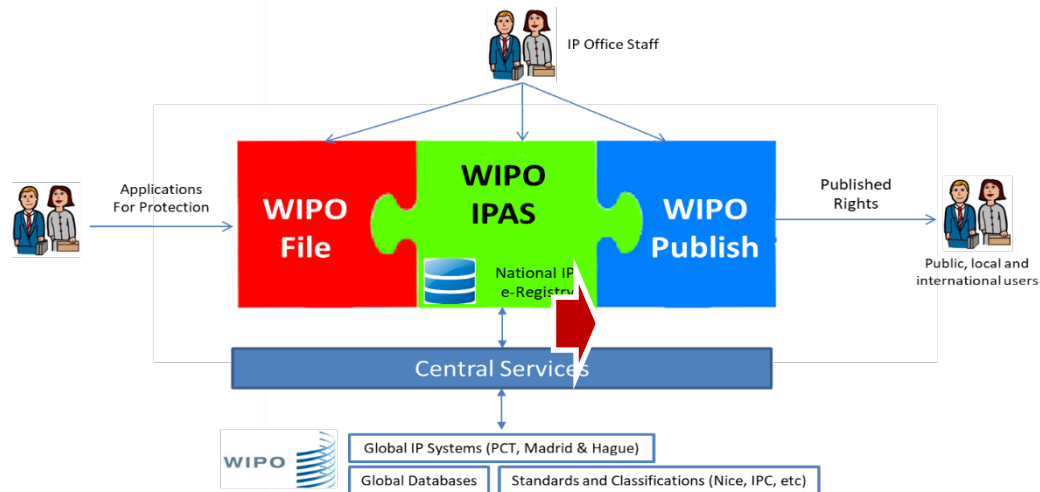 IP Office Staff
Applications
For Protection
WIPO
File
WIPO
IPAS
National IP
e-Registry
WIPO
Publish
Published
Rights
Public, local and
international users
Central Services
WIPO
Global IP Systems (PCT, Madrid & Hague)
Global Databases
Standards and Classifications (Nice, IPC, etc)